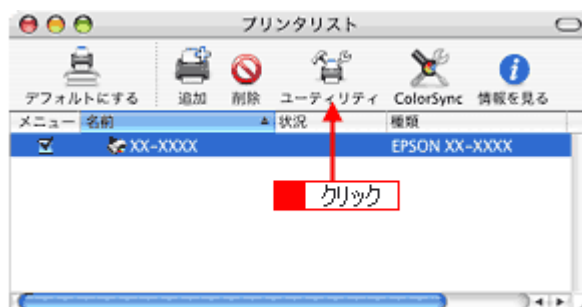 プリンタリスト
デフォルトにする 追加 削除 ユーティリティ ColorSync 情報を見る
メニュー 名前 状況 種類
XX-XXXX EPSON XX-XXXX
クリック